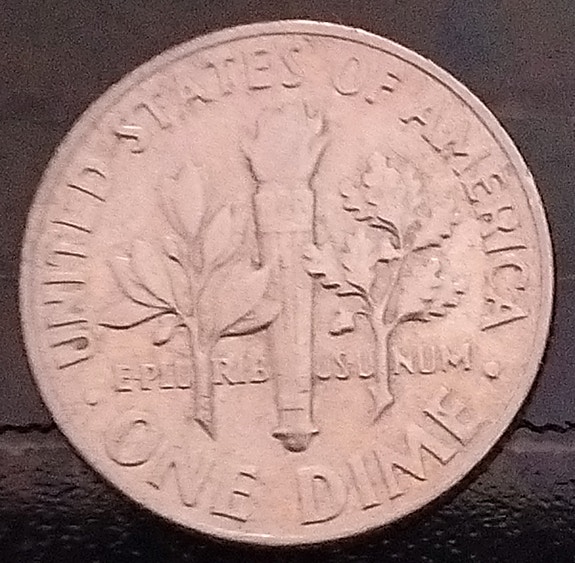 UNITED STATES OF AMERICA
E·PLURIBUS·UNUM
· ONE DIME ·